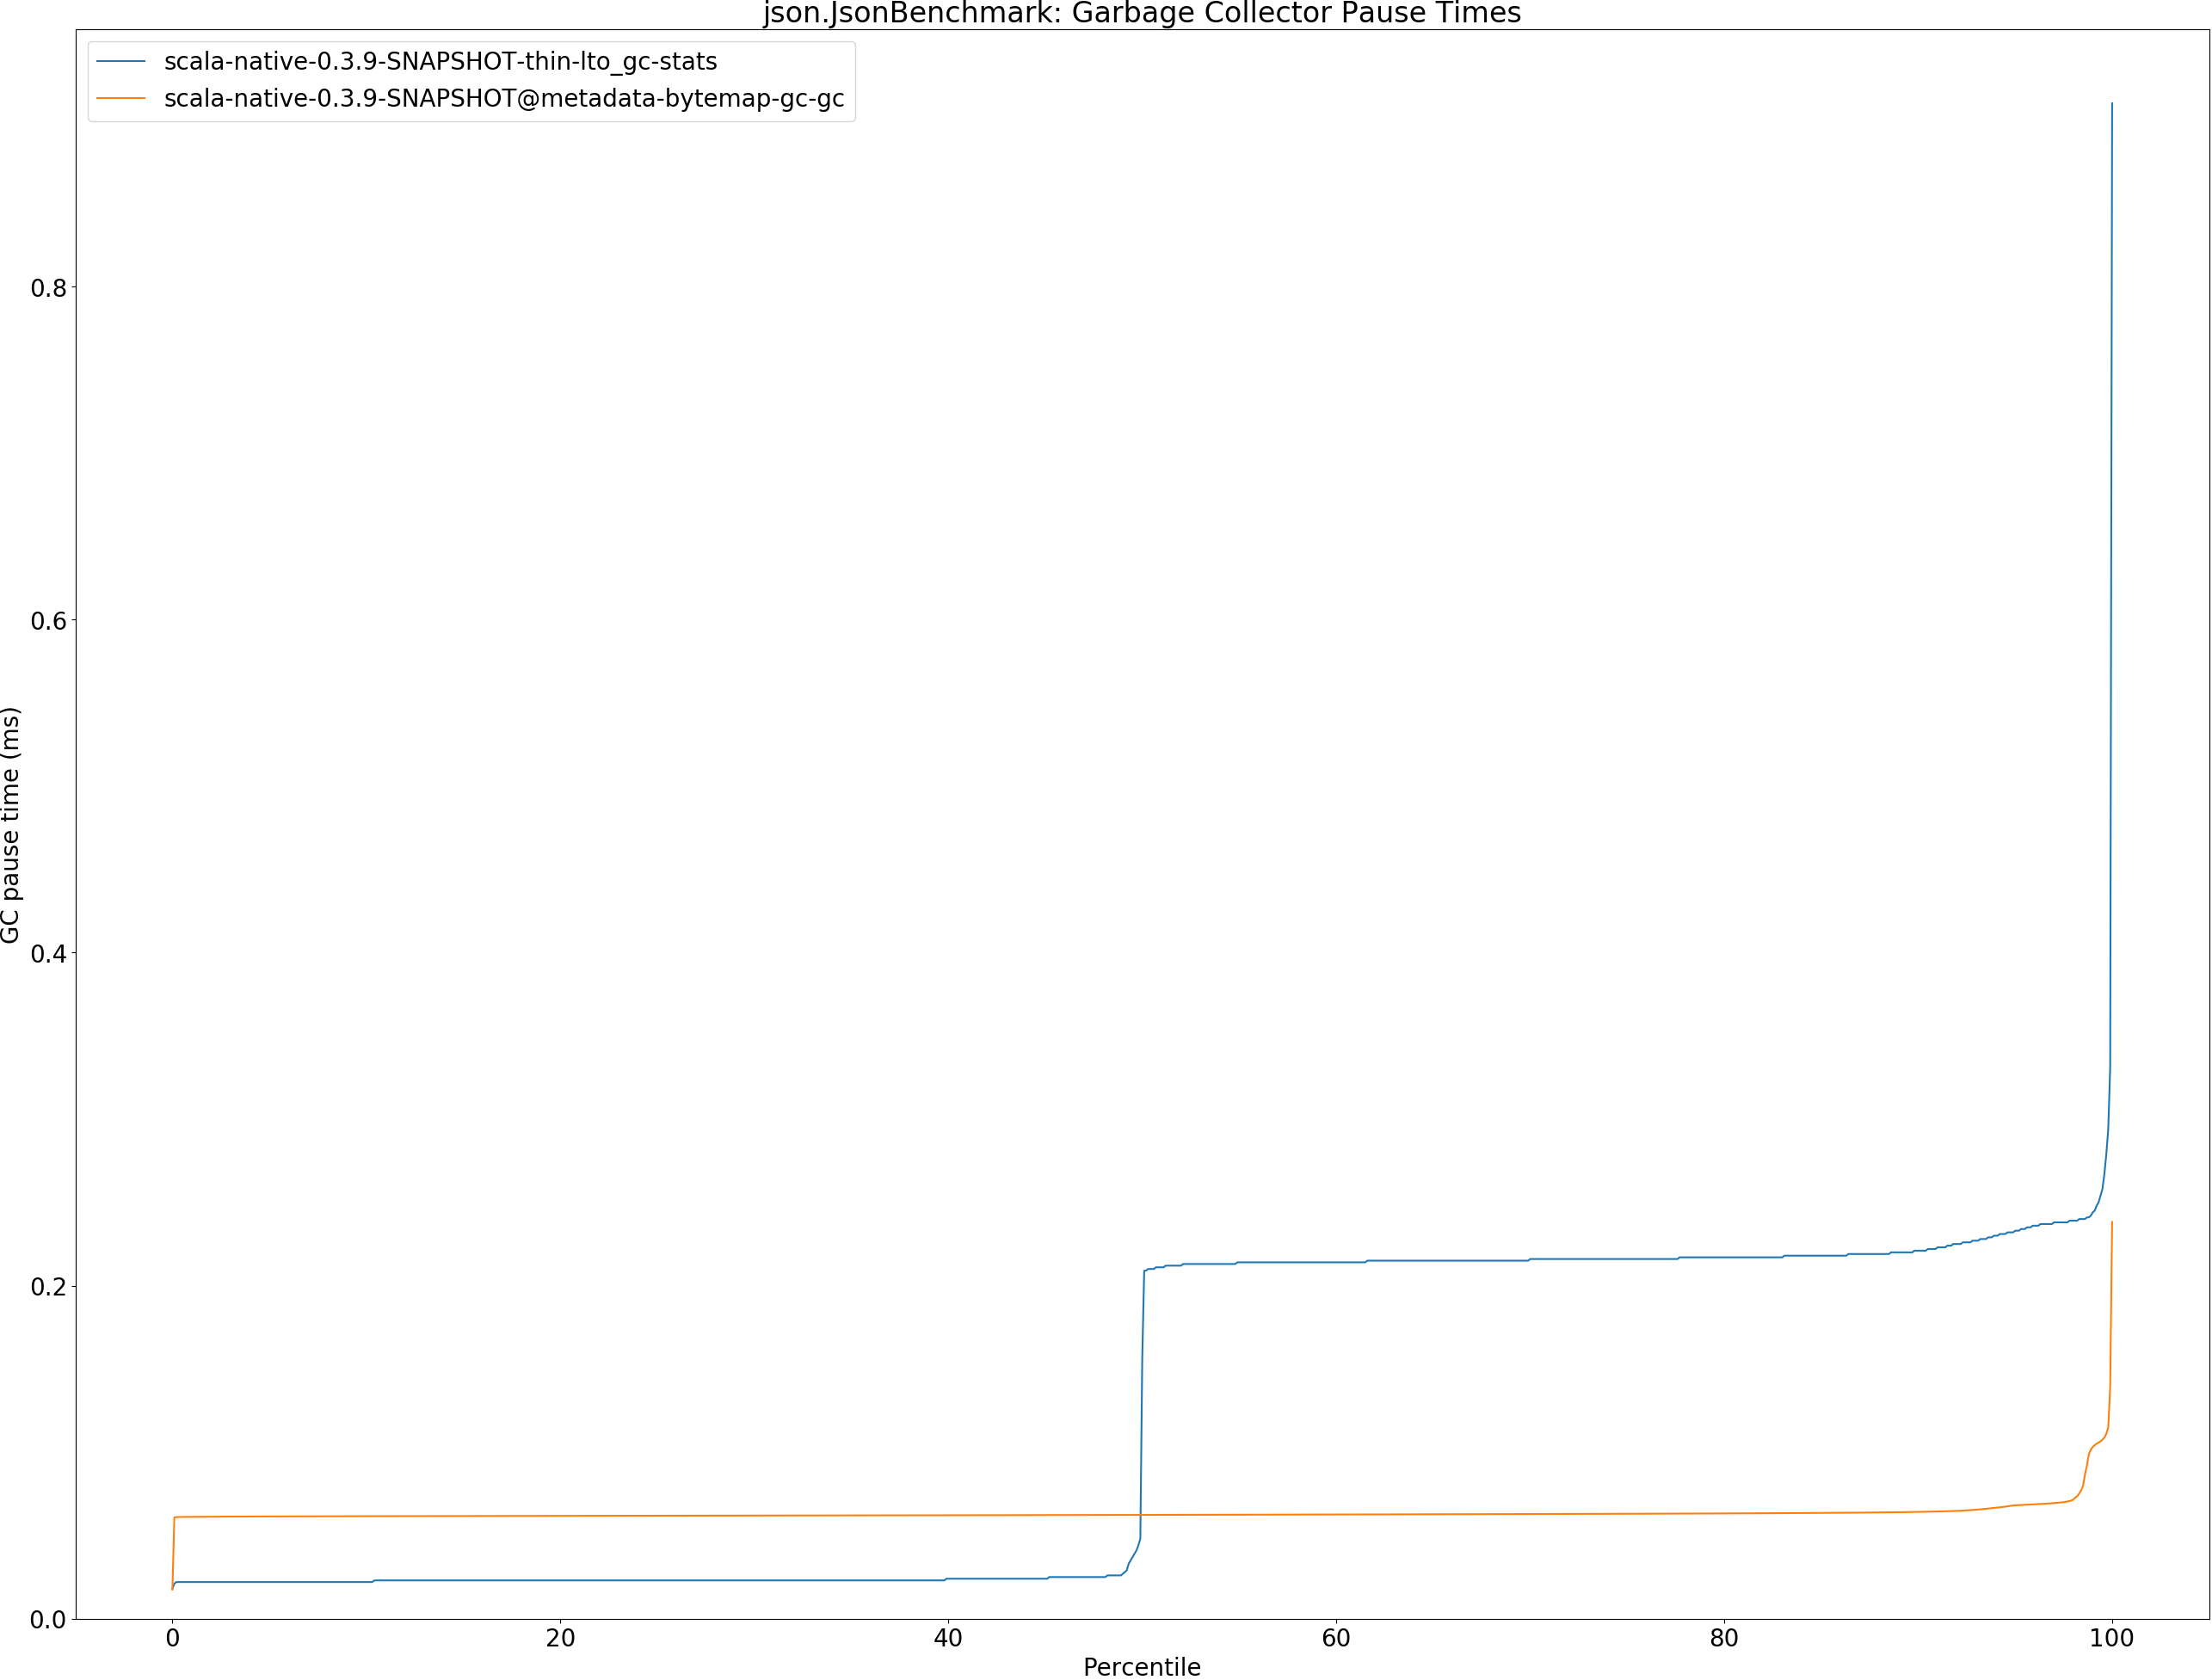 json.JsonBenchmark: Garbage Collector Pause Times
scala-native-0.3.9-SNAPSHOT-thin-lto_gc-stats
scala-native-0.3.9-SNAPSHOT@metadata-bytemap-gc-gc
GC pause time (ms)
0.8
0.6
0.4
0.2
0.0
0 20 40 60 80 100
Percentile